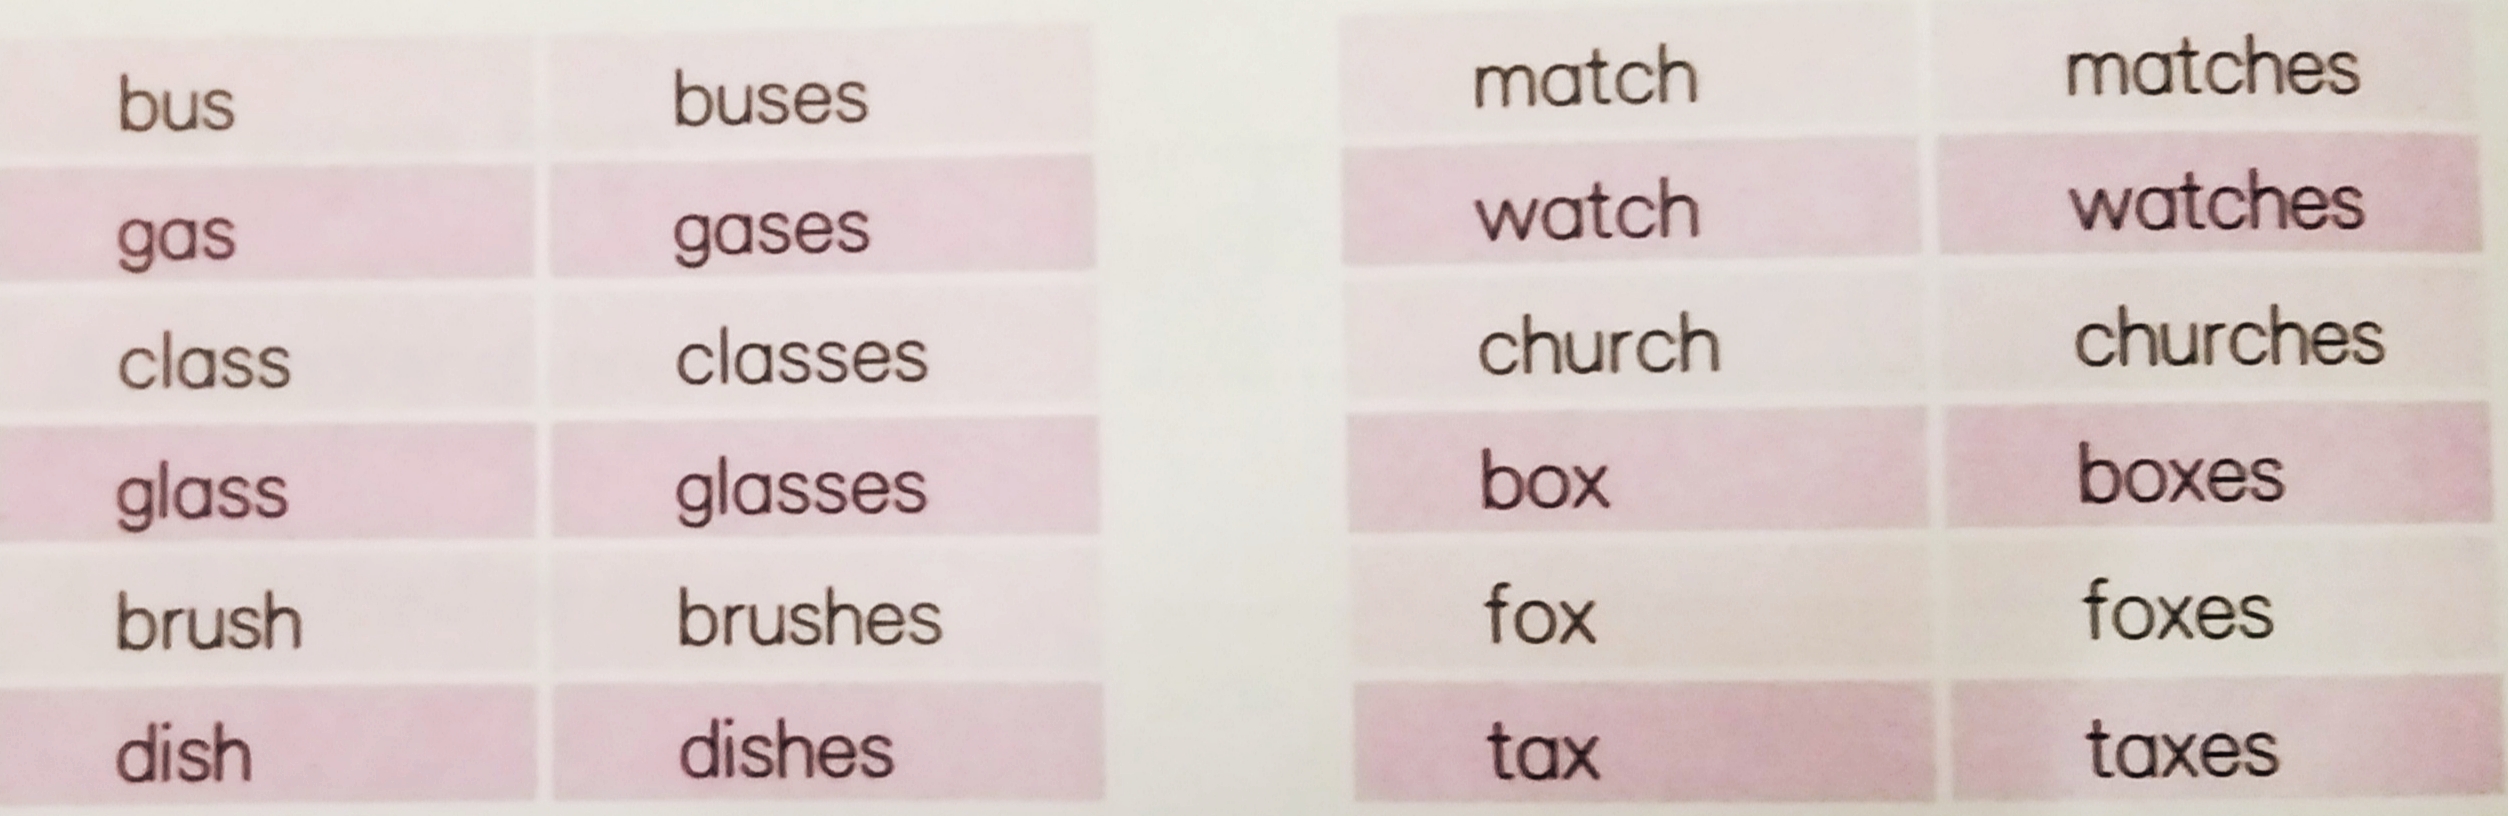 bus buses
gas gases
class classes
glass glasses
brush brushes
dish dishes
match matches
watch watches
church churches
box boxes
fox foxes
tax taxes